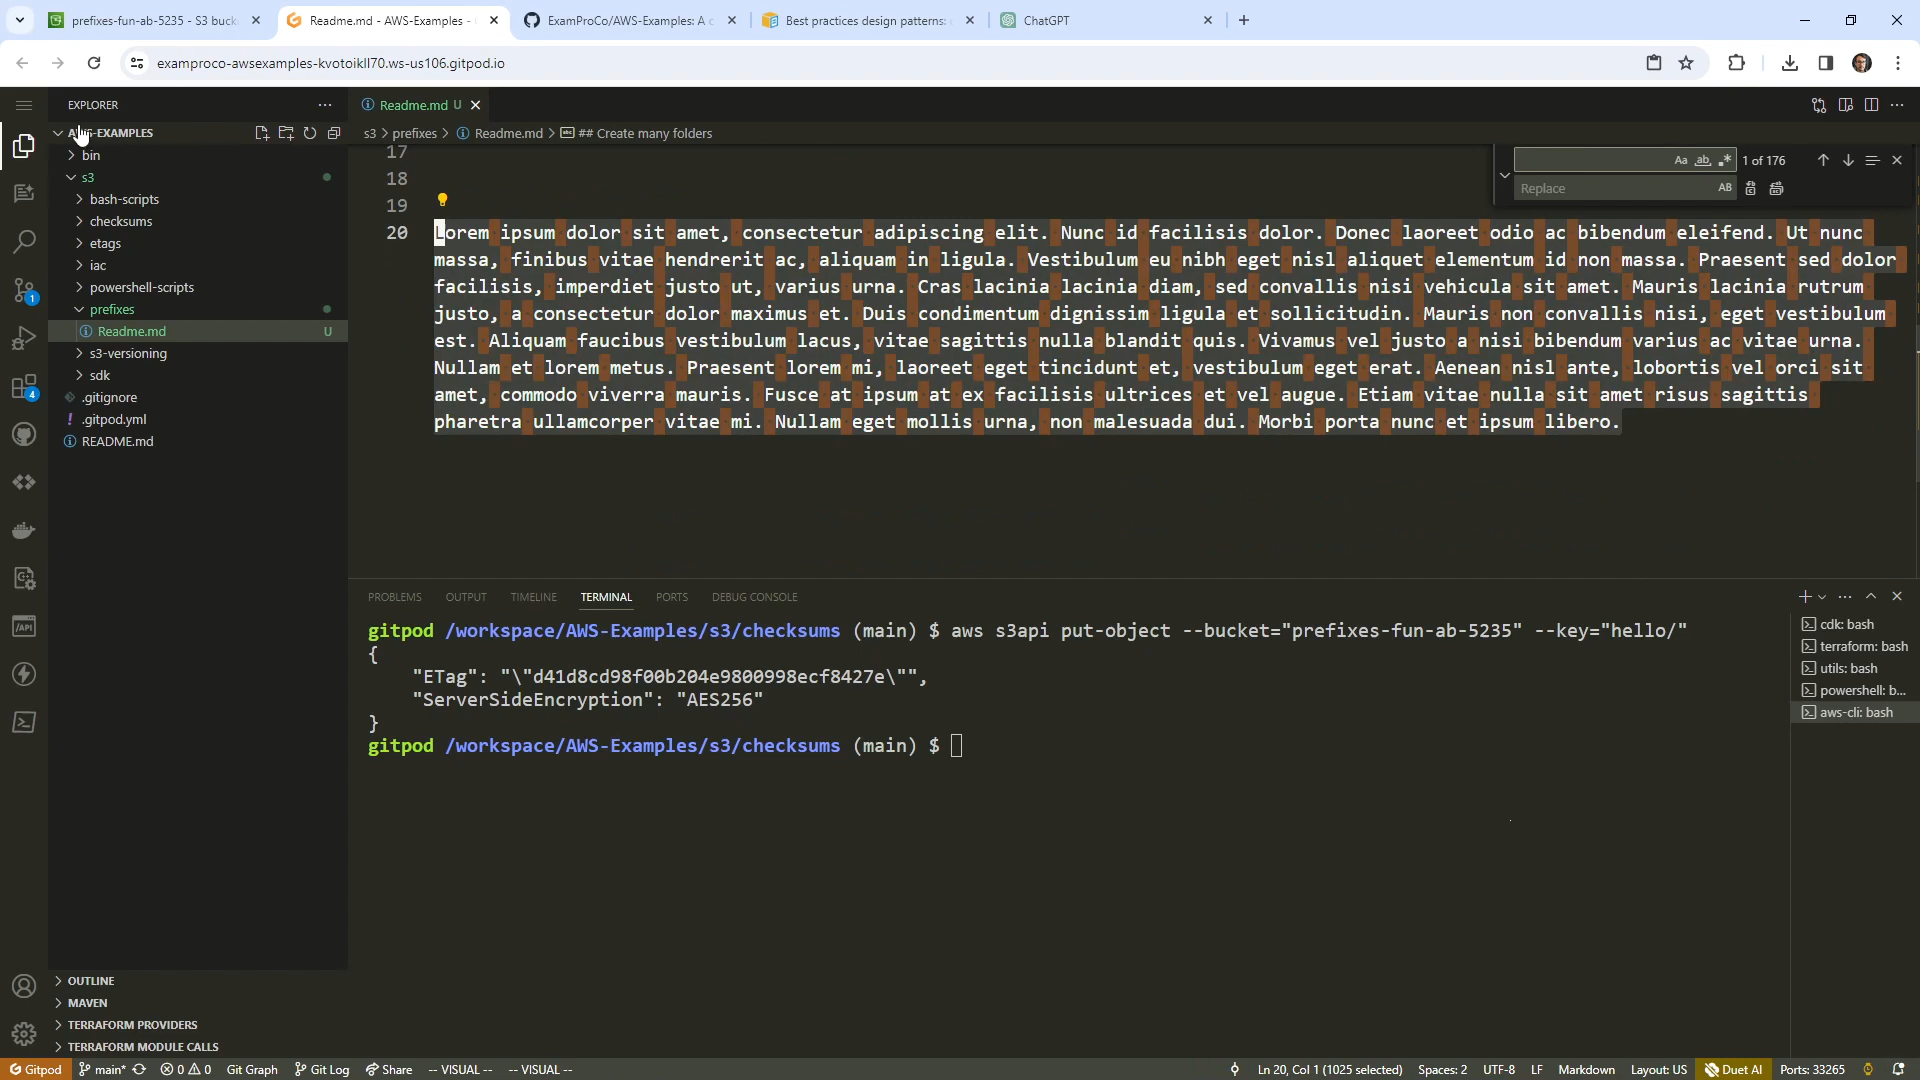 prefixes-fun-ab-5235 - S3 buck
Readme.md - AWS-Examples -
ExamProCo/AWS-Examples: A c
Best practices design patterns:
ChatGPT
examproco-awsexamples-kvotoikll70.ws-us106.gitpod.io
EXPLORER
AWS-EXAMPLES
bin
s3
bash-scripts
checksums
etags
iac
powershell-scripts
prefixes
Readme.md U
s3-versioning
sdk
.gitignore
.gitpod.yml
README.md
OUTLINE
MAVEN
TERRAFORM PROVIDERS
TERRAFORM MODULE CALLS
Readme.md U
s3 > prefixes > Readme.md > ## Create many folders
Aa ab 1 of 176
Replace AB
17
18
19
20 Lorem ipsum dolor sit amet, consectetur adipiscing elit. Nunc id facilisis dolor. Donec laoreet odio ac bibendum eleifend. Ut nunc
massa, finibus vitae hendrerit ac, aliquam in ligula. Vestibulum eu nibh eget nisl aliquet elementum id non massa. Praesent sed dolor
facilisis, imperdiet justo ut, varius urna. Cras lacinia lacinia diam, sed convallis nisi vehicula sit amet. Mauris lacinia rutrum
justo, a consectetur dolor maximus et. Duis condimentum dignissim ligula et sollicitudin. Mauris non convallis nisi, eget vestibulum
est. Aliquam faucibus vestibulum lacus, vitae sagittis nulla blandit quis. Vivamus vel justo a nisi bibendum varius ac vitae urna.
Nullam et lorem metus. Praesent lorem mi, laoreet eget tincidunt et, vestibulum eget erat. Aenean nisl ante, lobortis vel orci sit
amet, commodo viverra mauris. Fusce at ipsum at ex facilisis ultrices et vel augue. Etiam vitae nulla sit amet risus sagittis
pharetra ullamcorper vitae mi. Nullam eget mollis urna, non malesuada dui. Morbi porta nunc et ipsum libero.
PROBLEMS OUTPUT TIMELINE TERMINAL PORTS DEBUG CONSOLE
gitpod /workspace/AWS-Examples/s3/checksums (main) $ aws s3api put-object --bucket="prefixes-fun-ab-5235" --key="hello/"
{
"ETag": "\"d41d8cd98f00b204e9800998ecf8427e\"",
"ServerSideEncryption": "AES256"
}
gitpod /workspace/AWS-Examples/s3/checksums (main) $
cdk: bash
terraform: bash
utils: bash
powershell: b...
aws-cli: bash
1
4
/API
Gitpod main* 0 0 Git Graph Git Log Share -- VISUAL -- -- VISUAL -- Ln 20, Col 1 (1025 selected) Spaces: 2 UTF-8 LF Markdown Layout: US Duet AI Ports: 33265